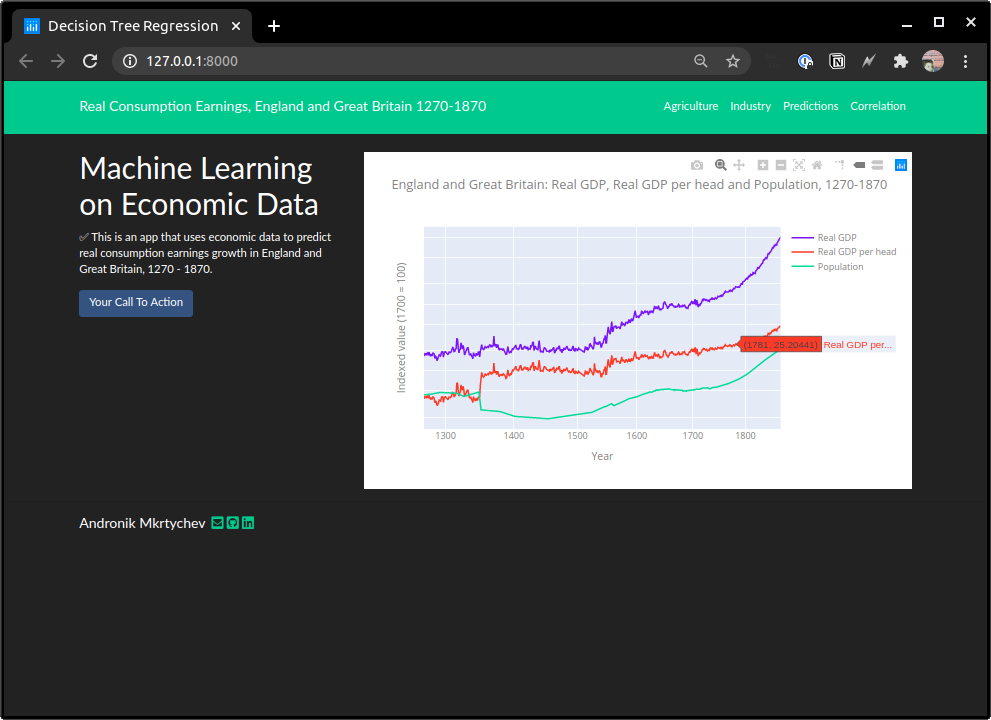 Decision Tree Regression
127.0.0.1:8000
Real Consumption Earnings, England and Great Britain 1270-1870
Agriculture Industry Predictions Correlation
Machine Learning
on Economic Data
✅ This is an app that uses economic data to predict
real consumption earnings growth in England and
Great Britain, 1270 - 1870.
Your Call To Action
England and Great Britain: Real GDP, Real GDP per head and Population, 1270-1870
Real GDP
Real GDP per head
Population
Indexed value (1700 = 100)
(1781, 25.20441) Real GDP per...
1300 1400 1500 1600 1700 1800
Year
Andronik Mkrtychev